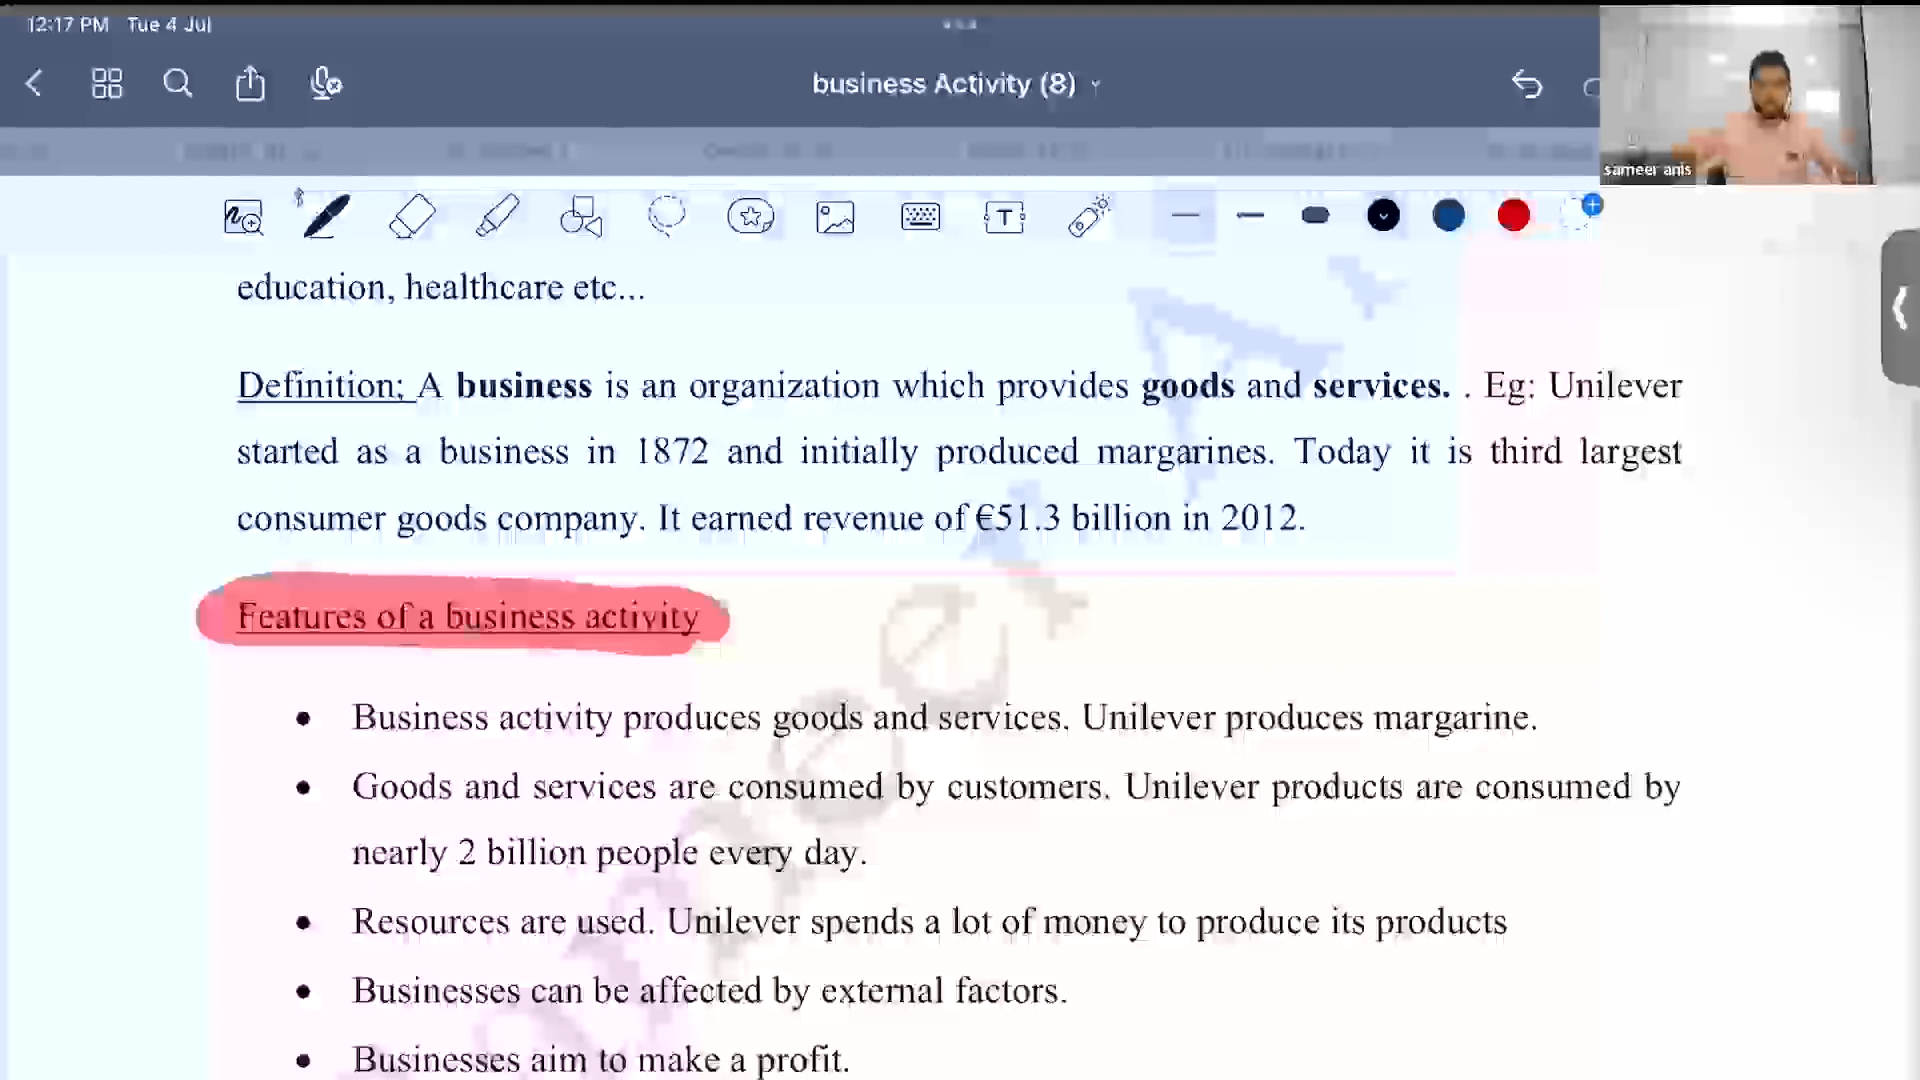 12:17 PM Tue 4 Jul
business Activity (8)
sameer anis
T
education, healthcare etc...
Definition; A business is an organization which provides goods and services. . Eg: Unilever
started as a business in 1872 and initially produced margarines. Today it is third largest
consumer goods company. It earned revenue of €51.3 billion in 2012.
Features of a business activity
• Business activity produces goods and services. Unilever produces margarine.
• Goods and services are consumed by customers. Unilever products are consumed by
nearly 2 billion people every day.
• Resources are used. Unilever spends a lot of money to produce its products
• Businesses can be affected by external factors.
• Businesses aim to make a profit.